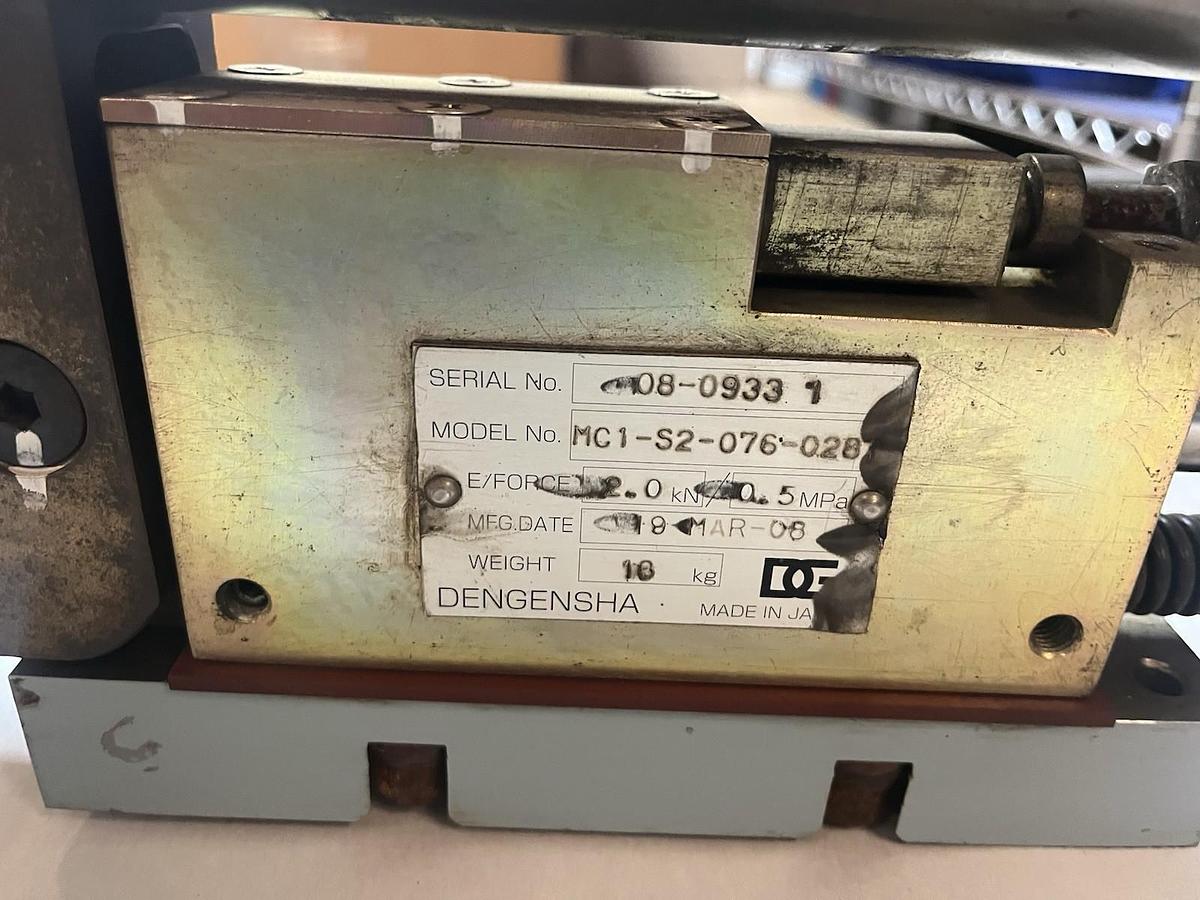 SERIAL No. 08-0933 1
MODEL No. MC1-S2-076-028
E/FORCE 2.0 kN/0.5 MPa
MFG.DATE 19-MAR-08
WEIGHT kg
DENGENSHA MADE IN JA